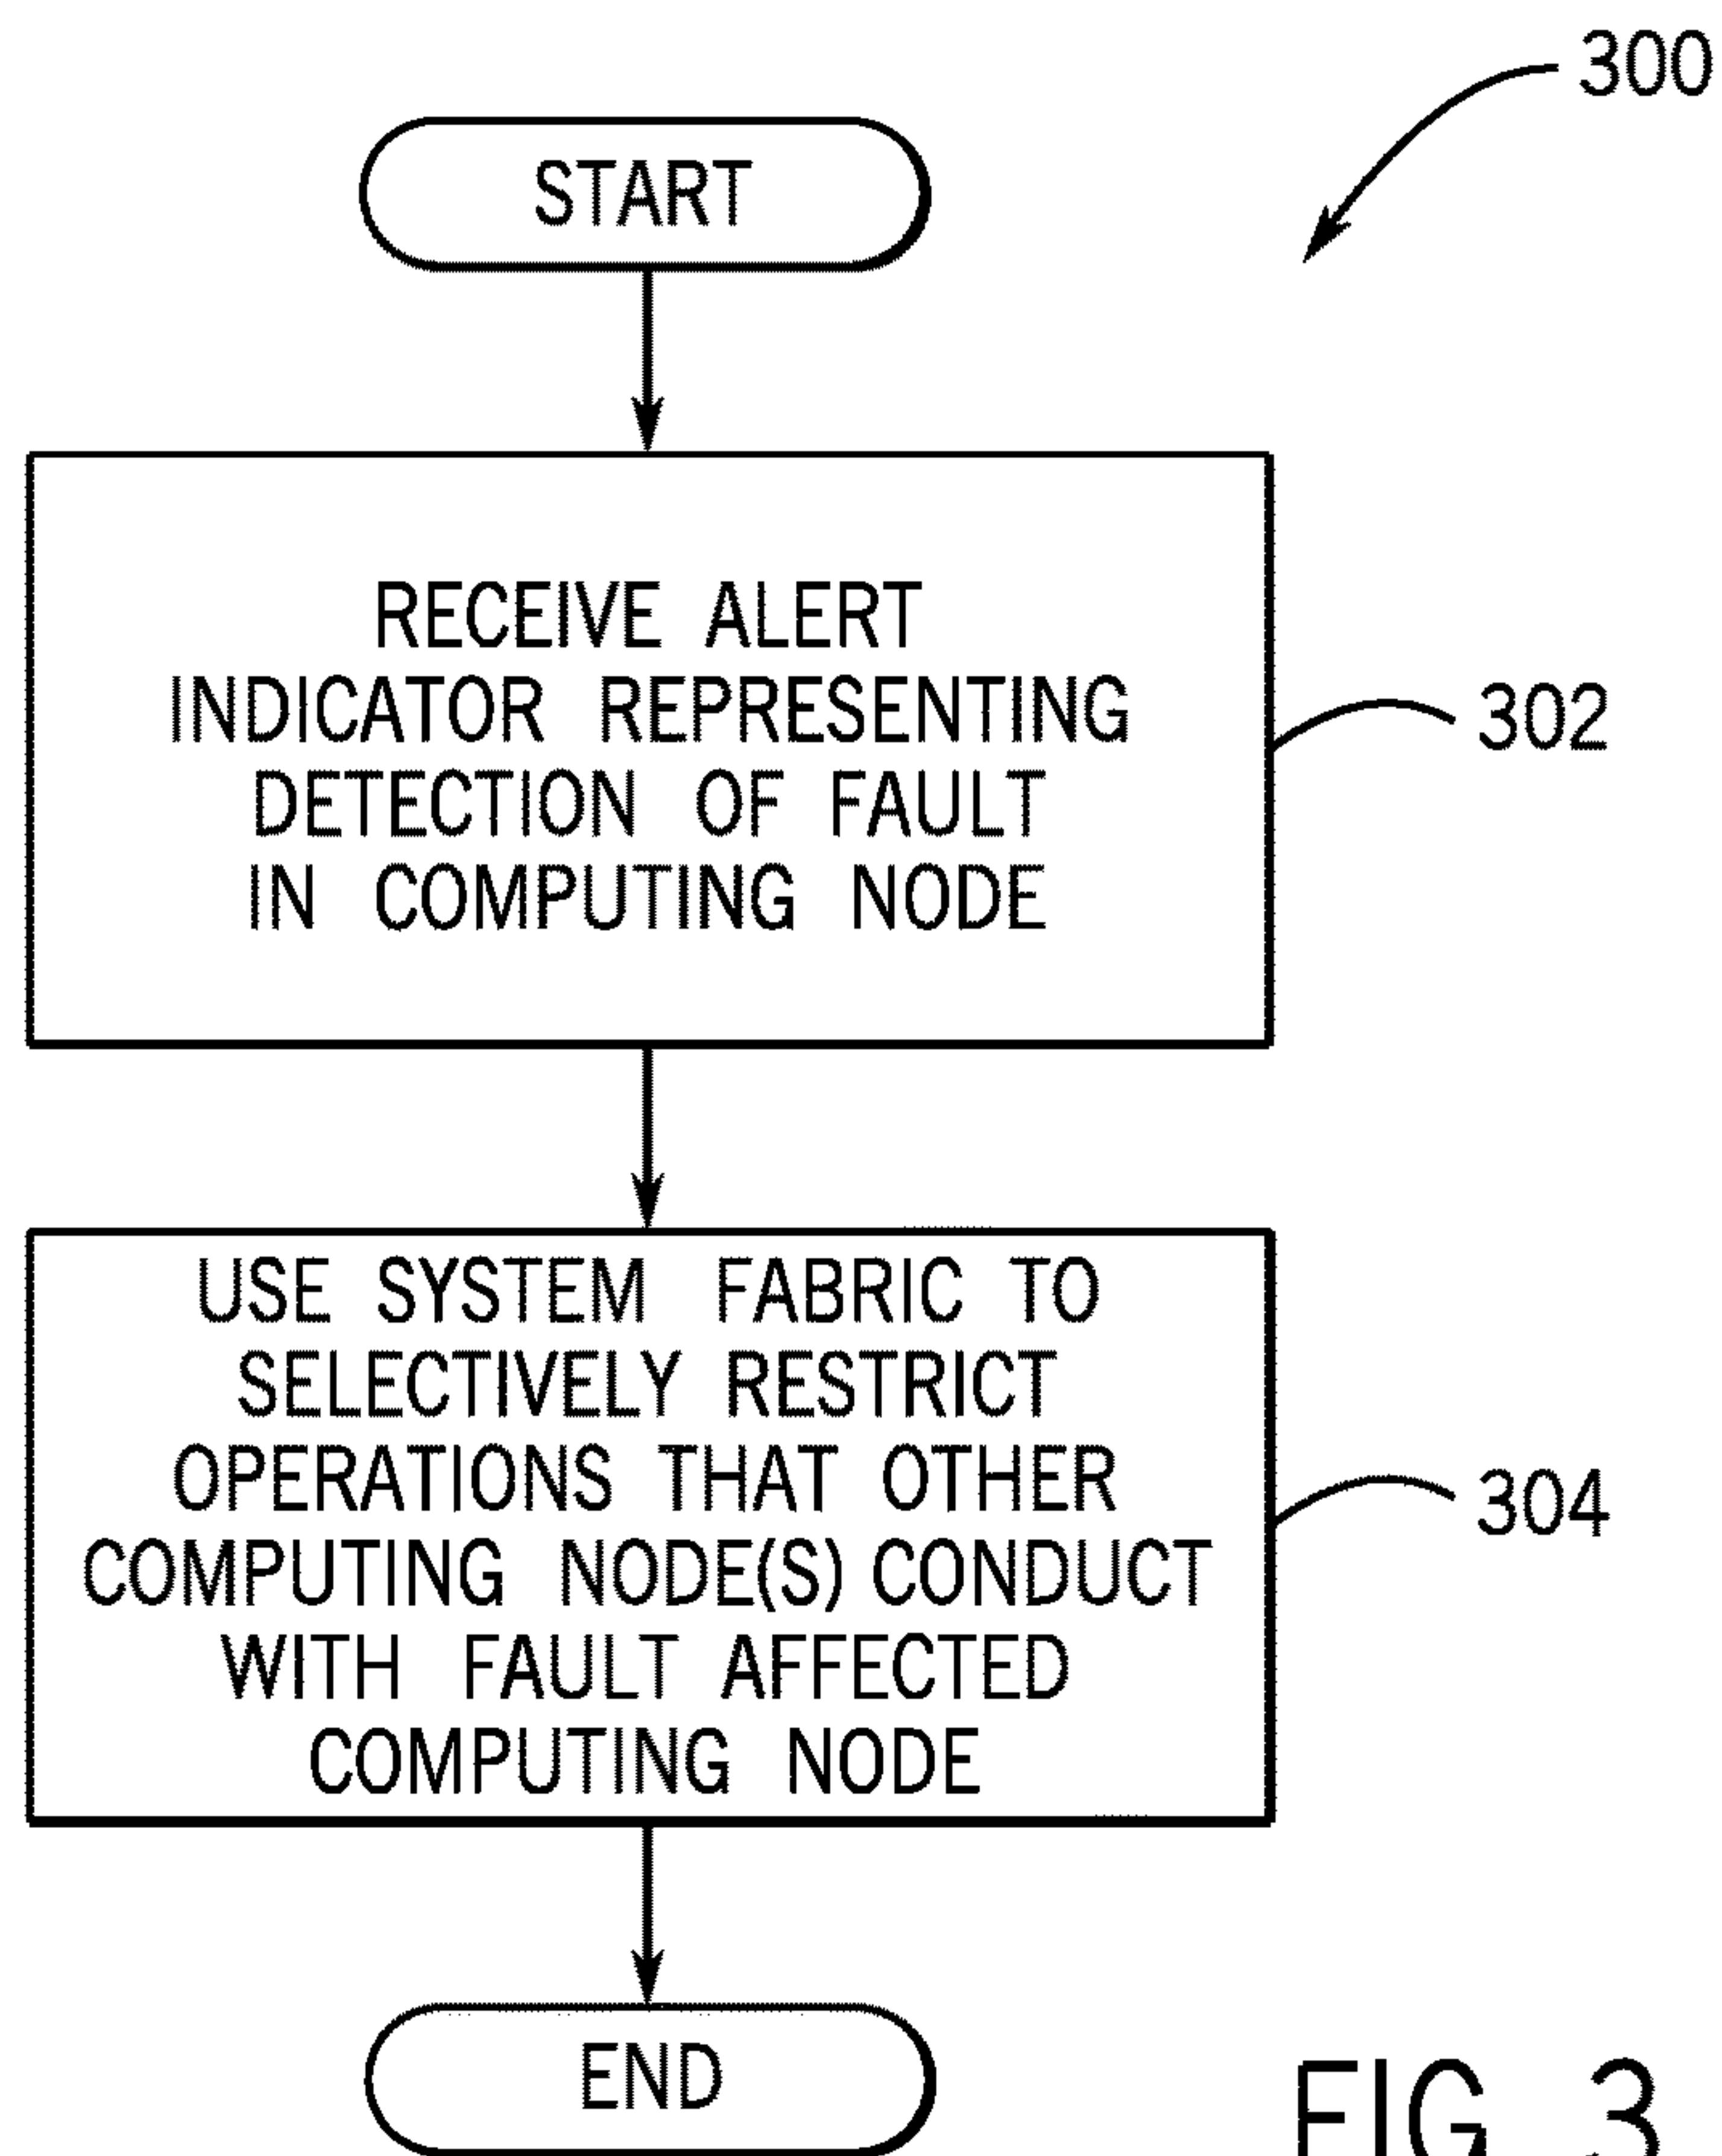 300
START
RECEIVE ALERT
INDICATOR REPRESENTING
DETECTION OF FAULT
IN COMPUTING NODE
302
USE SYSTEM FABRIC TO
SELECTIVELY RESTRICT
OPERATIONS THAT OTHER
COMPUTING NODE(S) CONDUCT
WITH FAULT AFFECTED
COMPUTING NODE
304
END
FIG. 3